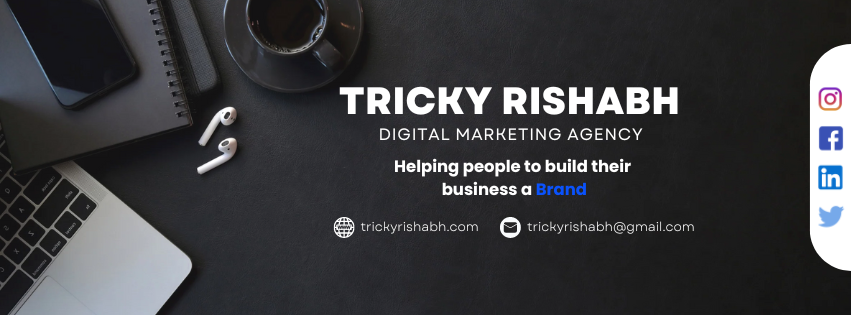 TRICKY RISHABH
DIGITAL MARKETING AGENCY
Helping people to build their
business a Brand
trickyrishabh.com
trickyrishabh@gmail.com